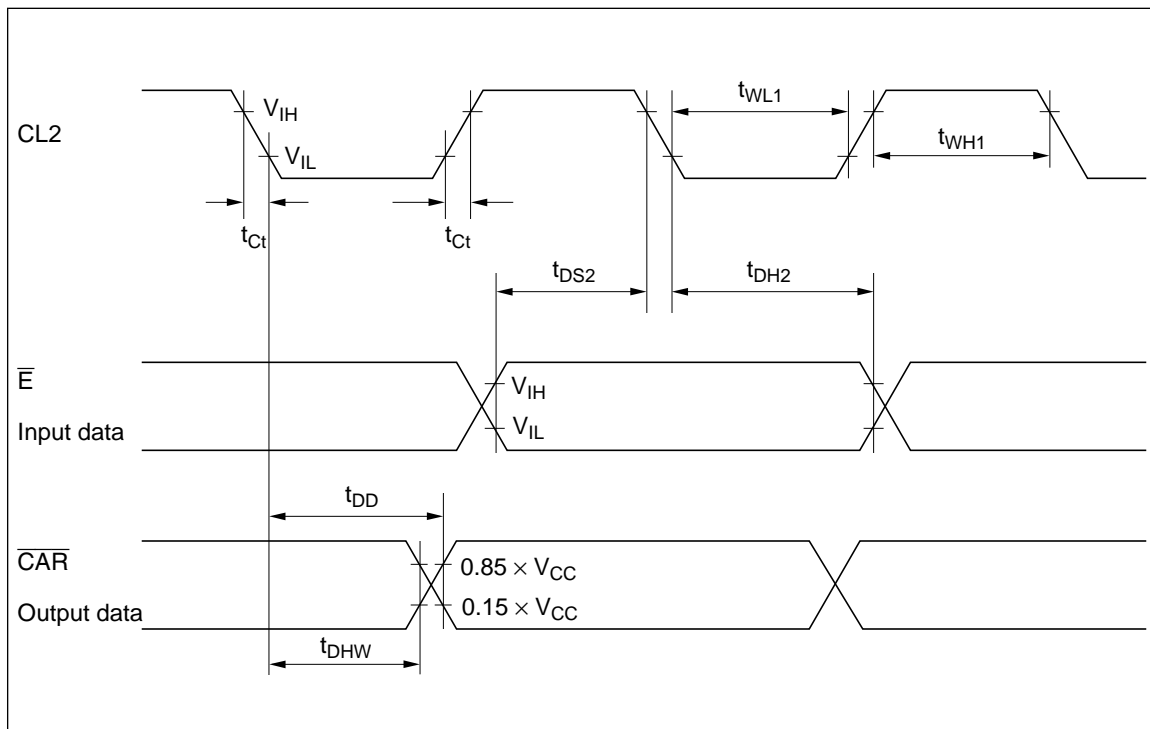 CL2
V_IH
V_IL
t_Ct
t_Ct
t_WL1
t_WH1
t_DS2
t_DH2
E̅
Input data
V_IH
V_IL
t_DD
C̅A̅R̅
Output data
0.85 × V_CC
0.15 × V_CC
t_DHW